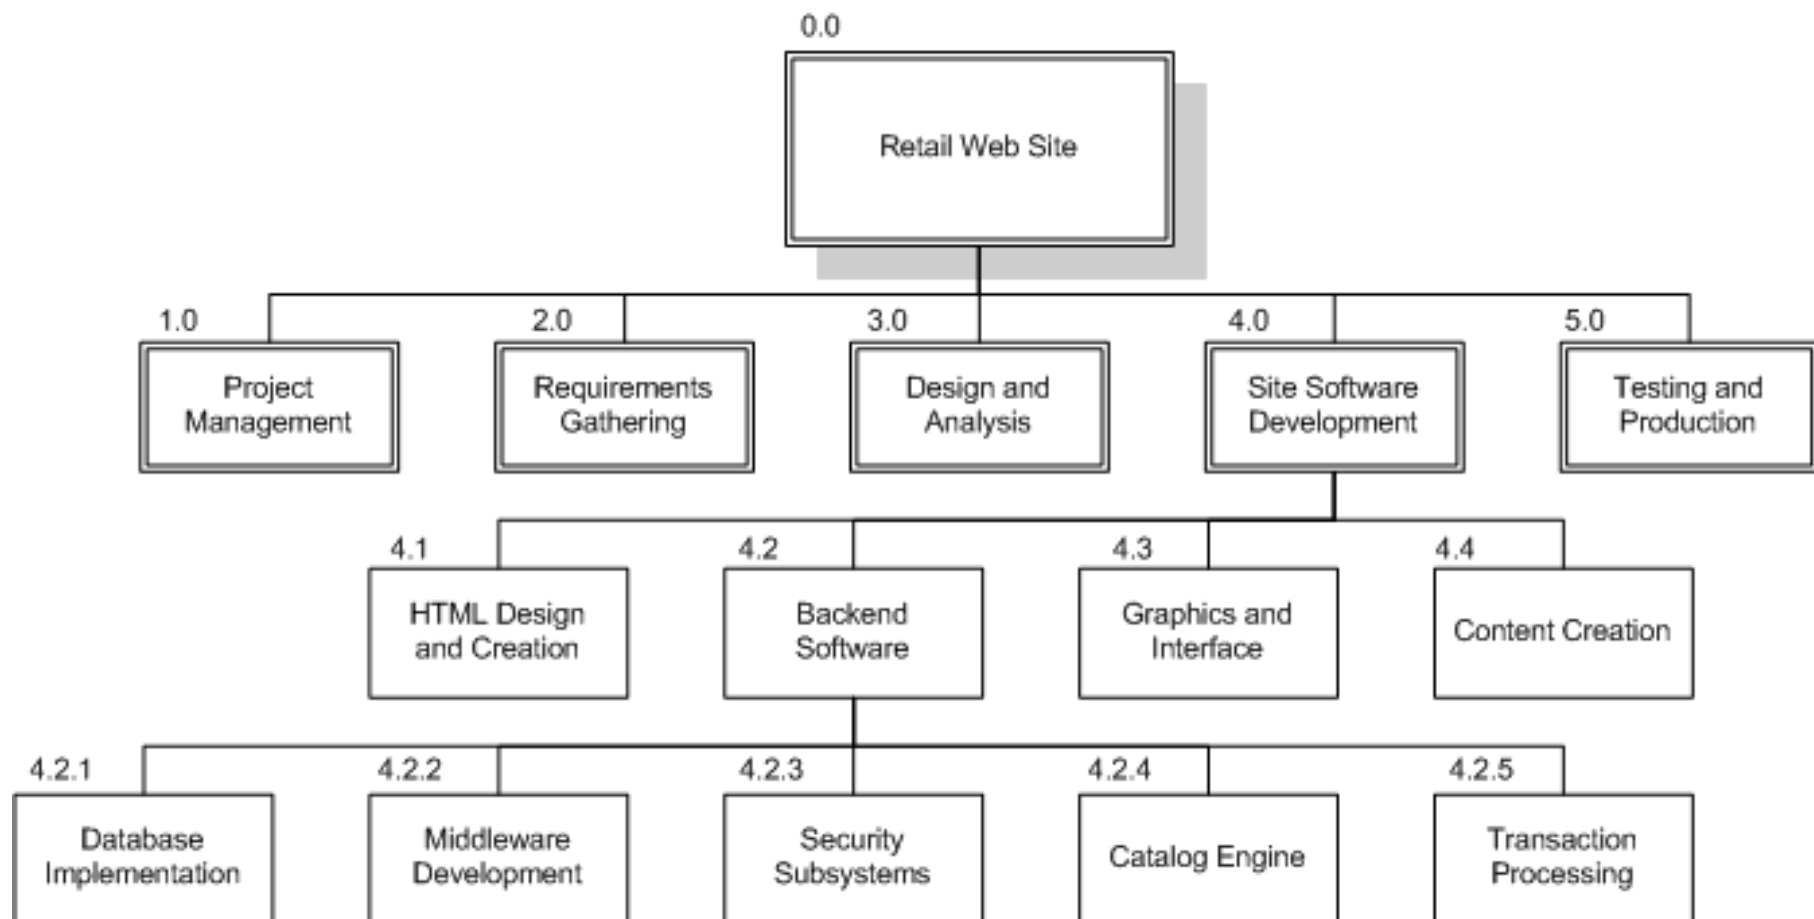 0.0
Retail Web Site
1.0
Project
Management
2.0
Requirements
Gathering
3.0
Design and
Analysis
4.0
Site Software
Development
5.0
Testing and
Production
4.1
HTML Design
and Creation
4.2
Backend
Software
4.3
Graphics and
Interface
4.4
Content Creation
4.2.1
Database
Implementation
4.2.2
Middleware
Development
4.2.3
Security
Subsystems
4.2.4
Catalog Engine
4.2.5
Transaction
Processing